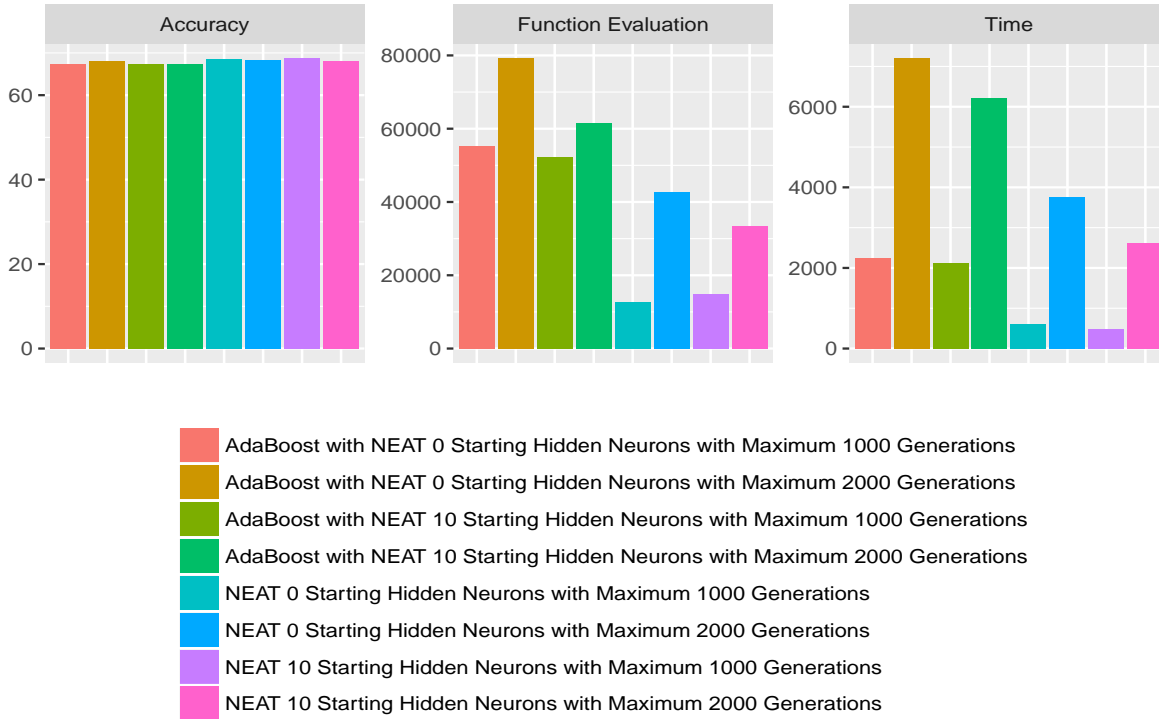 Accuracy
Function Evaluation
Time
60
40
20
0
80000
60000
40000
20000
0
6000
4000
2000
0
AdaBoost with NEAT 0 Starting Hidden Neurons with Maximum 1000 Generations
AdaBoost with NEAT 0 Starting Hidden Neurons with Maximum 2000 Generations
AdaBoost with NEAT 10 Starting Hidden Neurons with Maximum 1000 Generations
AdaBoost with NEAT 10 Starting Hidden Neurons with Maximum 2000 Generations
NEAT 0 Starting Hidden Neurons with Maximum 1000 Generations
NEAT 0 Starting Hidden Neurons with Maximum 2000 Generations
NEAT 10 Starting Hidden Neurons with Maximum 1000 Generations
NEAT 10 Starting Hidden Neurons with Maximum 2000 Generations